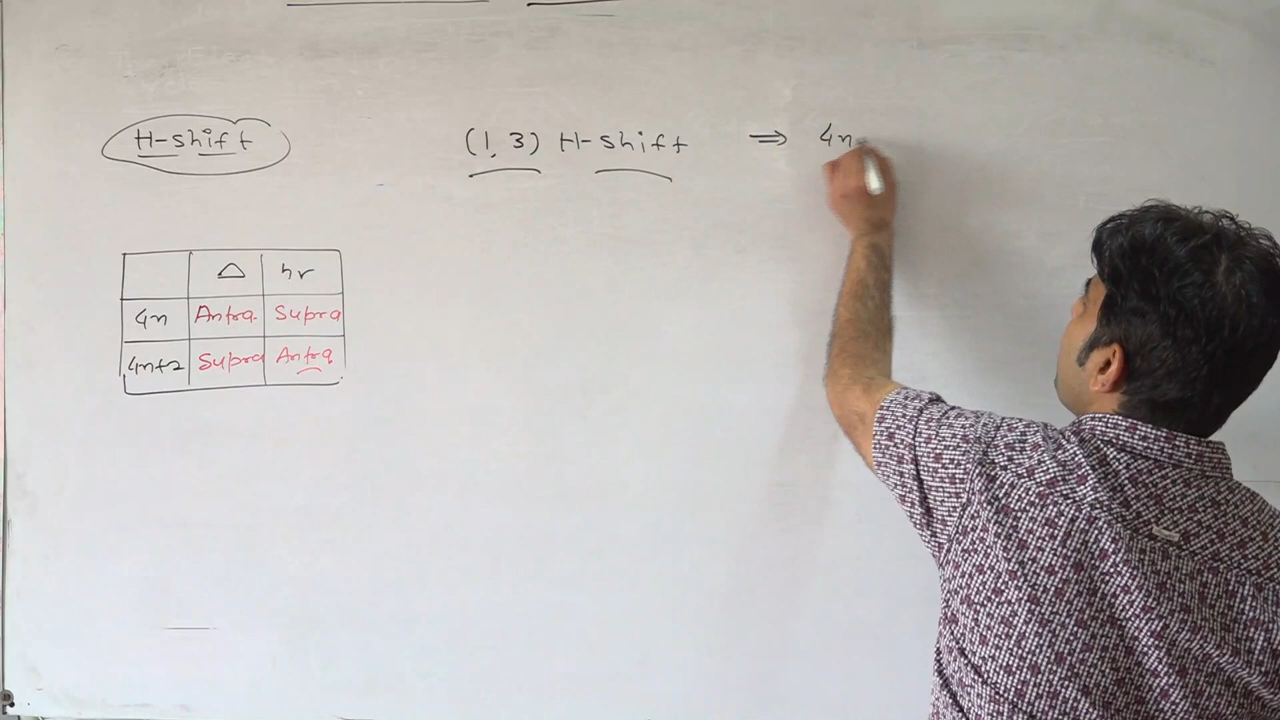 H-shift
(1, 3) H-shift ⇒ 4n
△ hν
4n Antra. Supra
4n+2 Supra Antra